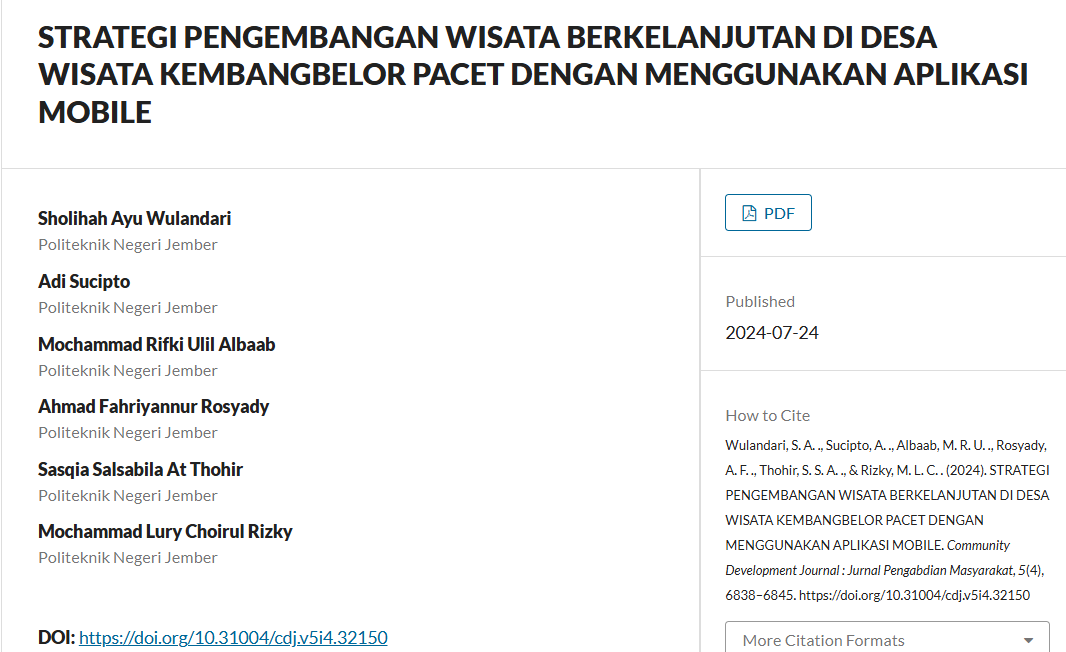 STRATEGI PENGEMBANGAN WISATA BERKELANJUTAN DI DESA
WISATA KEMBANGBELOR PACET DENGAN MENGGUNAKAN APLIKASI
MOBILE
Sholihah Ayu Wulandari
Politeknik Negeri Jember
Adi Sucipto
Politeknik Negeri Jember
Mochammad Rifki Ulil Albaab
Politeknik Negeri Jember
Ahmad Fahriyannur Rosyady
Politeknik Negeri Jember
Sasqia Salsabila At Thohir
Politeknik Negeri Jember
Mochammad Lury Choirul Rizky
Politeknik Negeri Jember
DOI: https://doi.org/10.31004/cdj.v5i4.32150
PDF
Published
2024-07-24
How to Cite
Wulandari, S. A. ., Sucipto, A. ., Albaab, M. R. U. ., Rosyady,
A. F. ., Thohir, S. S. A. ., & Rizky, M. L. C. . (2024). STRATEGI
PENGEMBANGAN WISATA BERKELANJUTAN DI DESA
WISATA KEMBANGBELOR PACET DENGAN
MENGGUNAKAN APLIKASI MOBILE. Community
Development Journal : Jurnal Pengabdian Masyarakat, 5(4),
6838–6845. https://doi.org/10.31004/cdj.v5i4.32150
More Citation Formats